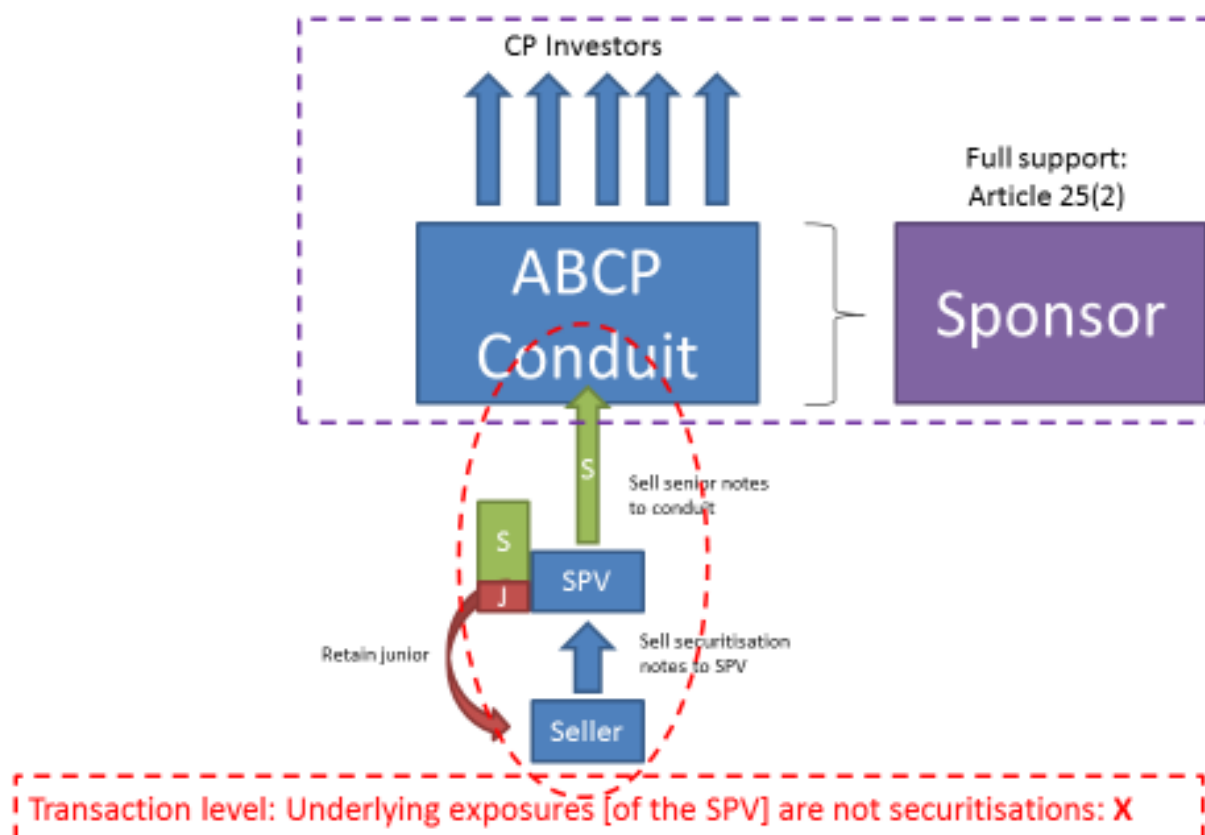 CP Investors
Full support:
Article 25(2)
ABCP
Conduit
Sponsor
S
Sell senior notes
to conduit
S
J
SPV
Retain junior
Sell securitisation
notes to SPV
Seller
Transaction level: Underlying exposures [of the SPV] are not securitisations: X